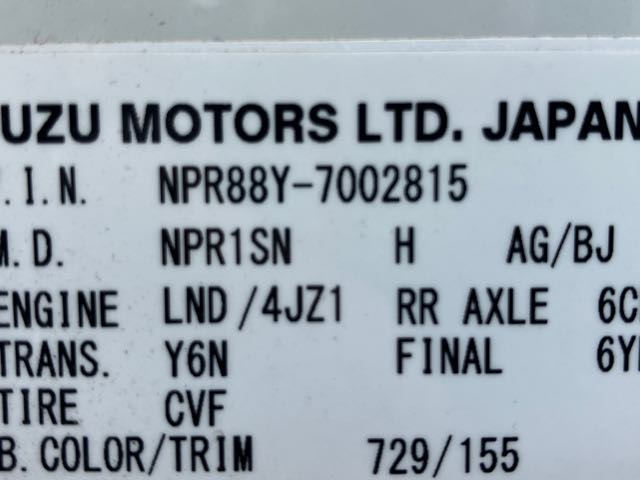 UZU MOTORS LTD. JAPAN
.I.N. NPR88Y-7002815
M.D. NPR1SN H AG/BJ
ENGINE LND/4JZ1 RR AXLE 6C
TRANS. Y6N FINAL 6Y
TIRE CVF
B.COLOR/TRIM 729/155